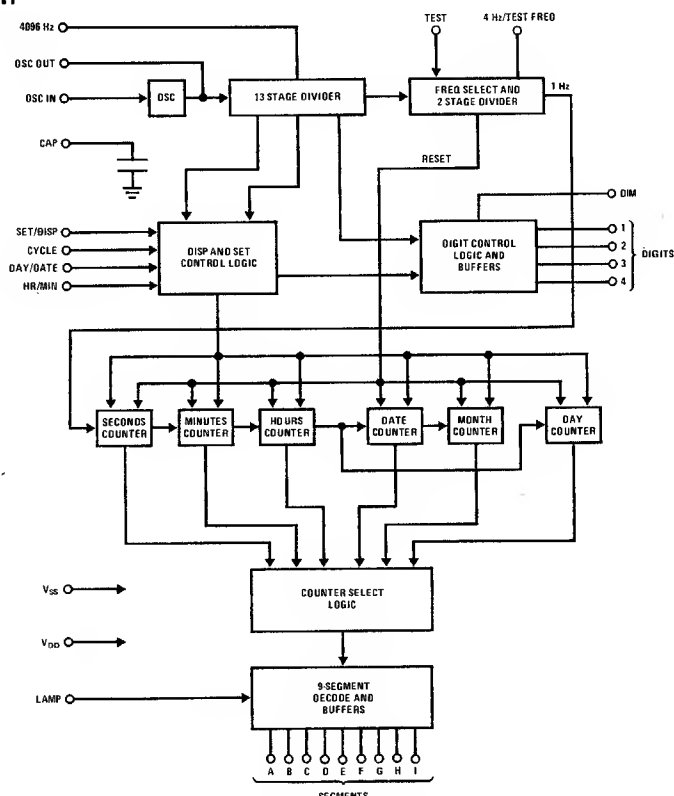 4096 Hz
OSC OUT
OSC IN
OSC
13 STAGE DIVIDER
TEST
4 Hz/TEST FREQ
FREQ SELECT AND
2 STAGE DIVIDER
1 Hz
CAP
RESET
DIM
SET/DISP
CYCLE
DAY/DATE
HR/MIN
DISP AND SET
CONTROL LOGIC
DIGIT CONTROL
LOGIC AND
BUFFERS
1
2
3
4
DIGITS
SECONDS
COUNTER
MINUTES
COUNTER
HOURS
COUNTER
DATE
COUNTER
MONTH
COUNTER
DAY
COUNTER
VSS
COUNTER SELECT
LOGIC
VDD
LAMP
9-SEGMENT
DECODE AND
BUFFERS
A B C D E F G H I
SEGMENTS